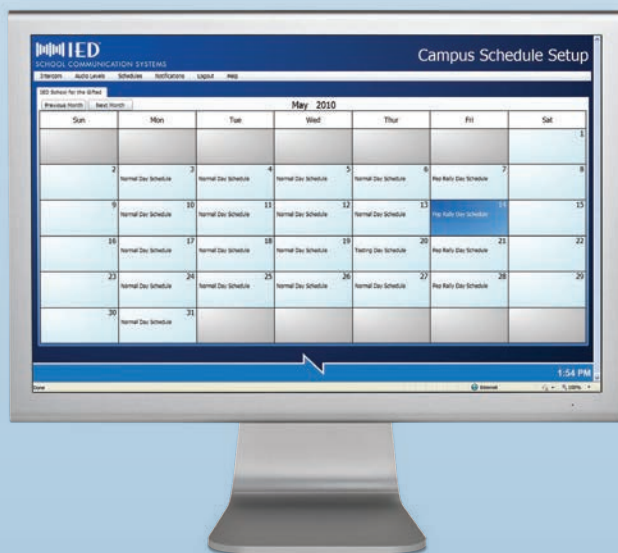 IED
SCHOOL COMMUNICATION SYSTEMS
Campus Schedule Setup
Intercom Audio Levels Schedules Notifications Logout Help
IED School for the Gifted
Previous Month Next Month May 2010
Sun Mon Tue Wed Thur Fri Sat
1
2 3 4 5 6 7 8
Normal Day Schedule Normal Day Schedule Normal Day Schedule Normal Day Schedule Pep Rally Day Schedule
9 10 11 12 13 14 15
Normal Day Schedule Normal Day Schedule Normal Day Schedule Normal Day Schedule Pep Rally Day Schedule
16 17 18 19 20 21 22
Normal Day Schedule Normal Day Schedule Normal Day Schedule Testing Day Schedule Pep Rally Day Schedule
23 24 25 26 27 28 29
Normal Day Schedule Normal Day Schedule Normal Day Schedule Normal Day Schedule Pep Rally Day Schedule
30 31
Normal Day Schedule
1:54 PM
Done Internet 100%